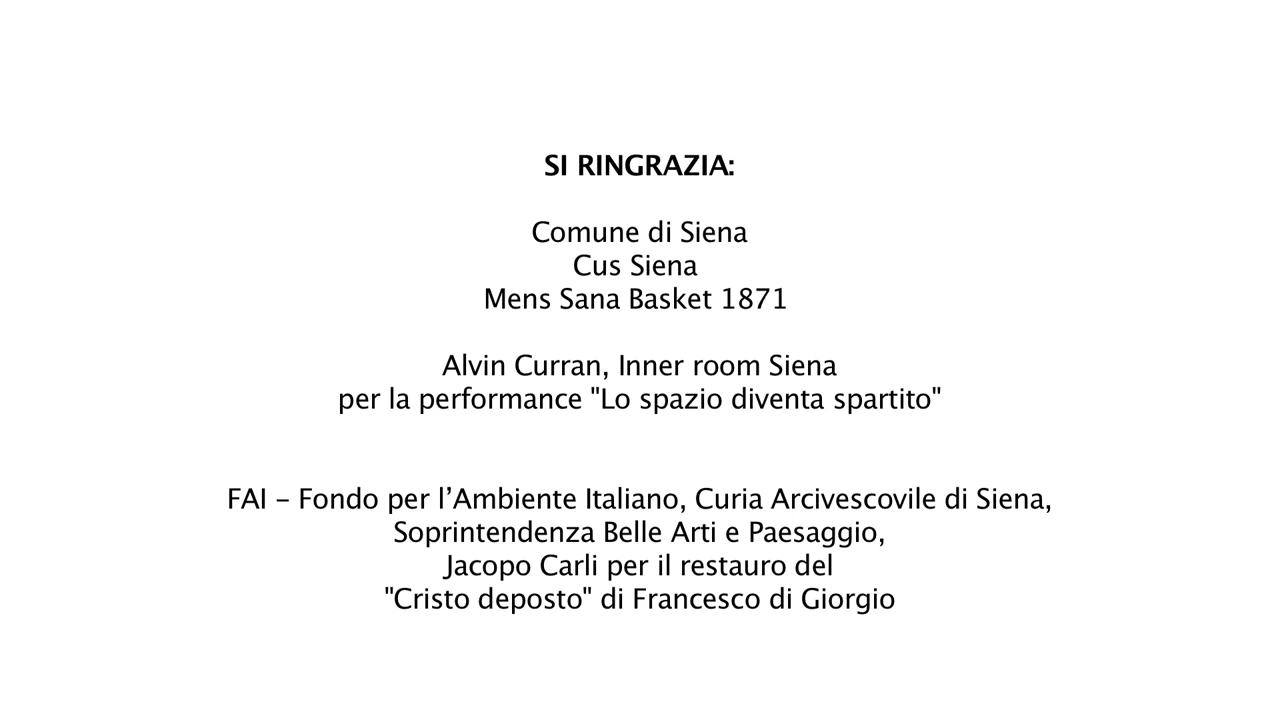 SI RINGRAZIA:
Comune di Siena
Cus Siena
Mens Sana Basket 1871
Alvin Curran, Inner room Siena
per la performance "Lo spazio diventa spartito"
FAI – Fondo per l’Ambiente Italiano, Curia Arcivescovile di Siena,
Soprintendenza Belle Arti e Paesaggio,
Jacopo Carli per il restauro del
"Cristo deposto" di Francesco di Giorgio